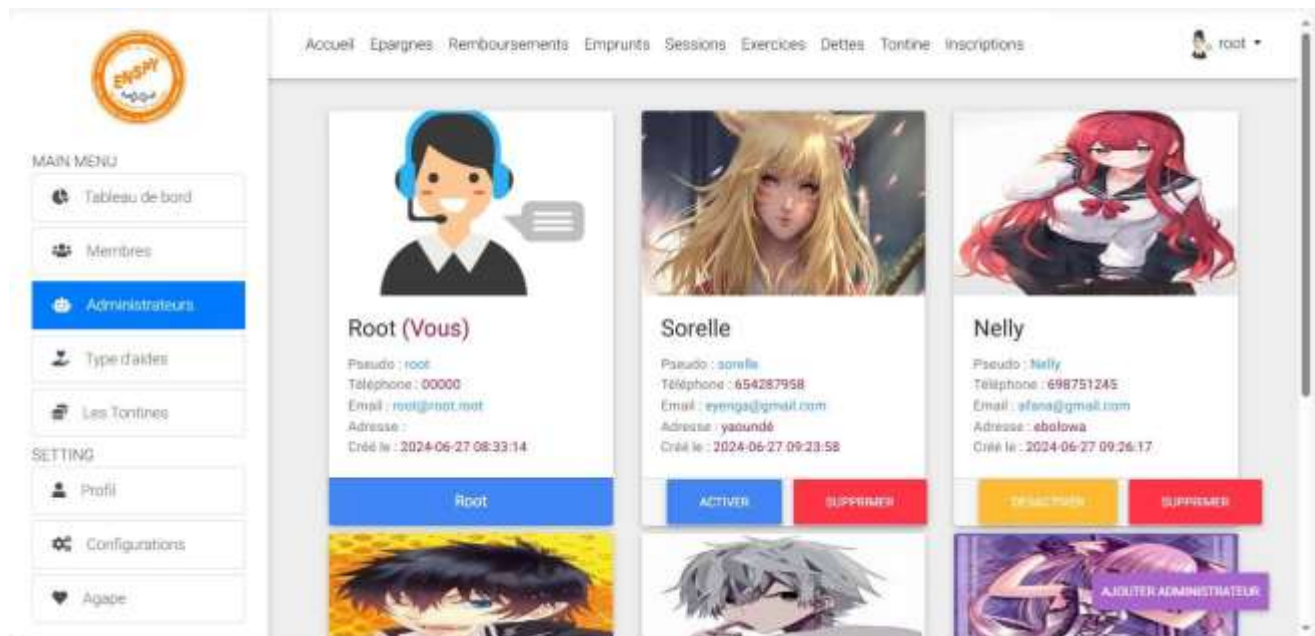 Accueil Epargnes Remboursements Emprunts Sessions Exercices Dettes Tontine Inscriptions
root
ENSPY
MAIN MENU
Tableau de bord
Membres
Administrateurs
Type d'aides
Les Tontines
SETTING
Profil
Configurations
Agape
Root (Vous)
Pseudo : root
Téléphone : 00000
Email : root@root.root
Adresse :
Créé le : 2024-06-27 08:33:14
Root
Sorelle
Pseudo : sorelle
Téléphone : 654287958
Email : eyenga@gmail.com
Adresse : yaoundé
Créé le : 2024-06-27 09:23:58
ACTIVER SUPPRIMER
Nelly
Pseudo : Nelly
Téléphone : 698751245
Email : afana@gmail.com
Adresse : ebolowa
Créé le : 2024-06-27 09:26:17
DESACTIVER SUPPRIMER
AJOUTER ADMINISTRATEUR